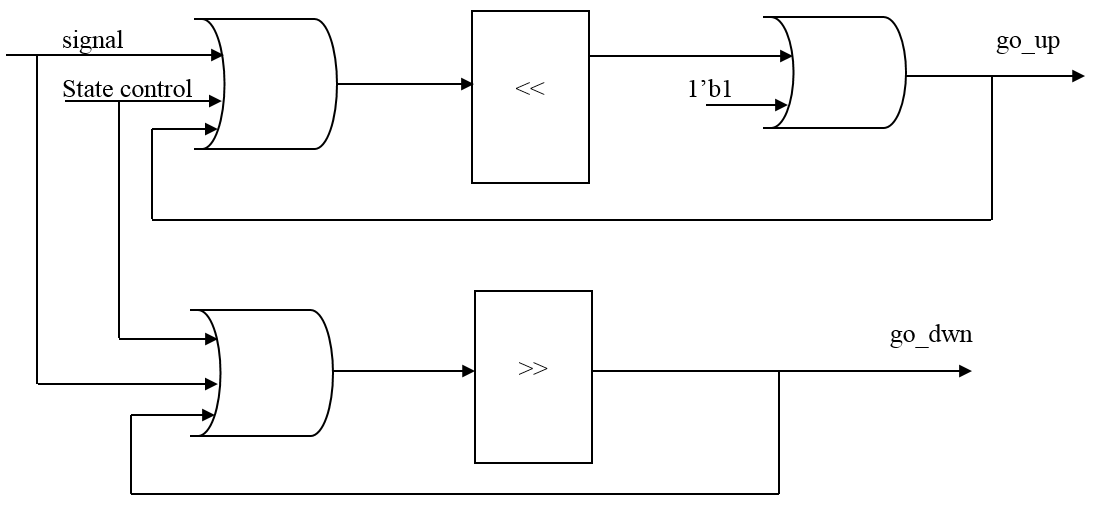 signal
State control
<<
1’b1
go_up
>>
go_dwn